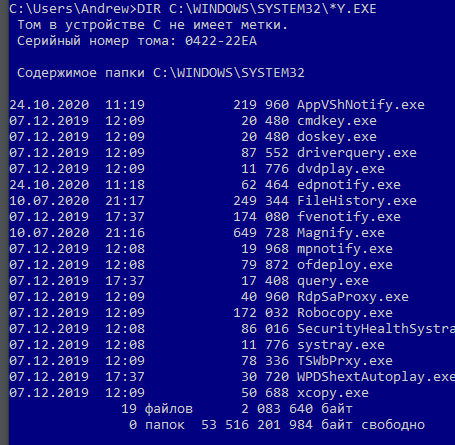 C:\Users\Andrew>DIR C:\WINDOWS\SYSTEM32\*Y.EXE
Том в устройстве C не имеет метки.
Серийный номер тома: 0422-22EA
Содержимое папки C:\WINDOWS\SYSTEM32
24.10.2020 11:19 219 960 AppVShNotify.exe
07.12.2019 12:09 20 480 cmdkey.exe
07.12.2019 12:09 20 480 doskey.exe
07.12.2019 12:09 87 552 driverquery.exe
07.12.2019 12:09 11 776 dvdplay.exe
24.10.2020 11:18 62 464 edpnotify.exe
10.07.2020 21:17 249 344 FileHistory.exe
07.12.2019 17:37 174 080 fvenotify.exe
10.07.2020 21:16 649 728 Magnify.exe
07.12.2019 12:08 19 968 mpnotify.exe
07.12.2019 12:08 79 872 ofdeploy.exe
07.12.2019 17:37 17 408 query.exe
07.12.2019 12:09 40 960 RdpSaProxy.exe
07.12.2019 12:09 172 032 Robocopy.exe
07.12.2019 12:08 86 016 SecurityHealthSystra
07.12.2019 12:08 11 776 systray.exe
07.12.2019 12:09 78 336 TSWbPrxy.exe
07.12.2019 17:37 30 720 WPDShextAutoplay.exe
07.12.2019 12:09 50 688 xcopy.exe
19 файлов 2 083 640 байт
0 папок 53 516 201 984 байт свободно